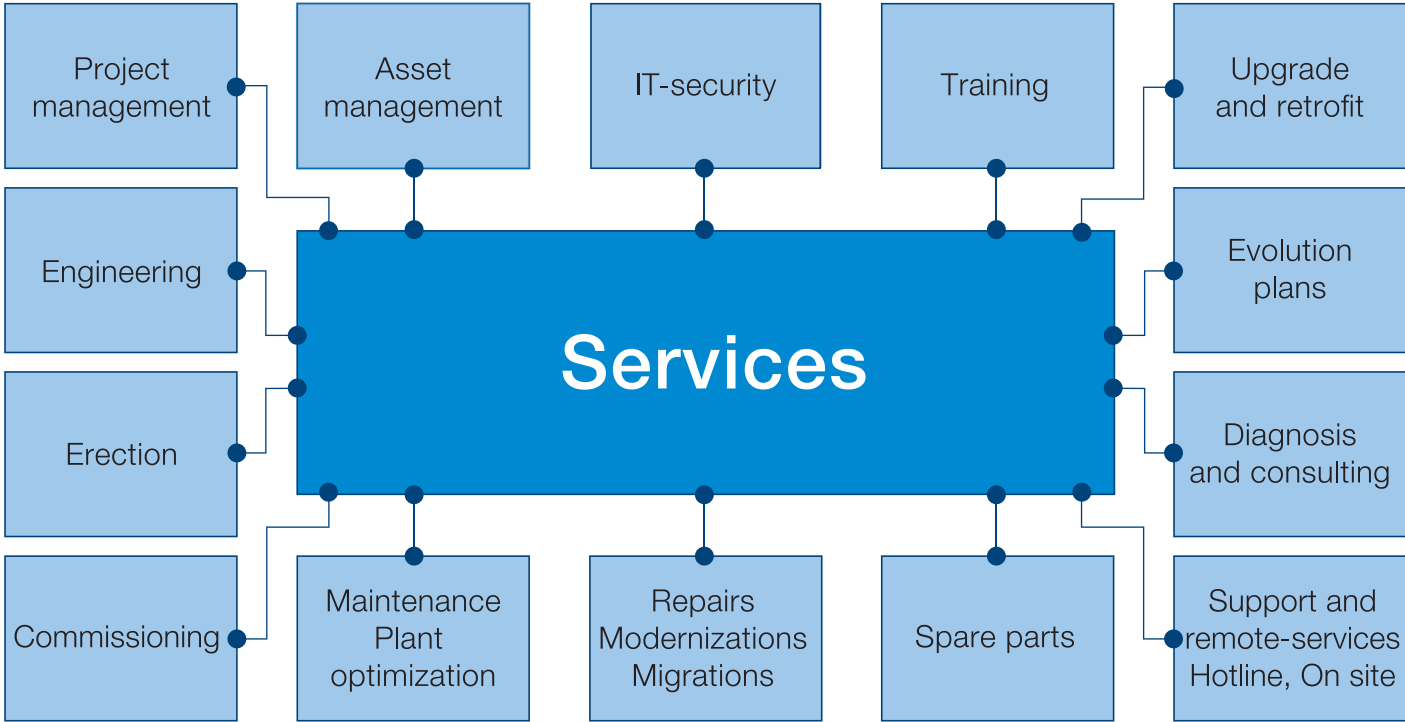 Project
management
Asset
management
IT-security
Training
Upgrade
and retrofit
Engineering
Evolution
plans
Services
Erection
Diagnosis
and consulting
Commissioning
Maintenance
Plant
optimization
Repairs
Modernizations
Migrations
Spare parts
Support and
remote-services
Hotline, On site